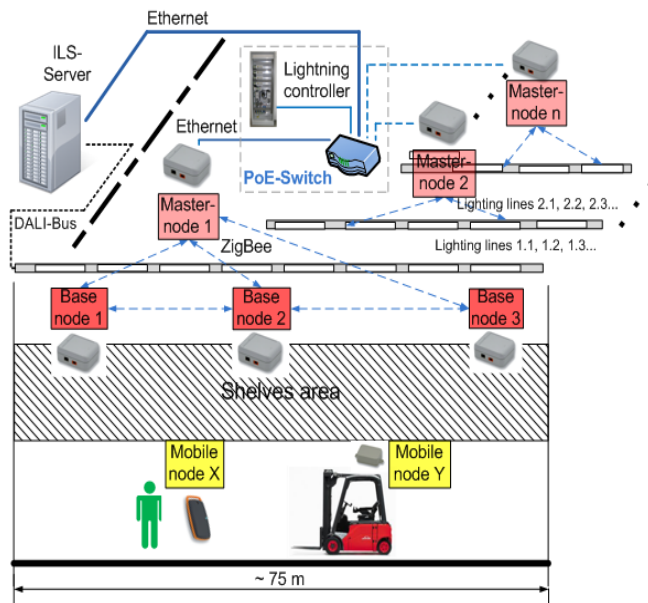 Ethernet
ILS-
Server
Lightning
controller
Master-
node n
Ethernet
PoE-Switch
Master-
node 2
Master-
node 1
DALI-Bus
Lighting lines 2.1, 2.2, 2.3...
ZigBee
Lighting lines 1.1, 1.2, 1.3...
Base
node 1
Base
node 2
Base
node 3
Shelves area
Mobile
node X
Mobile
node Y
~ 75 m